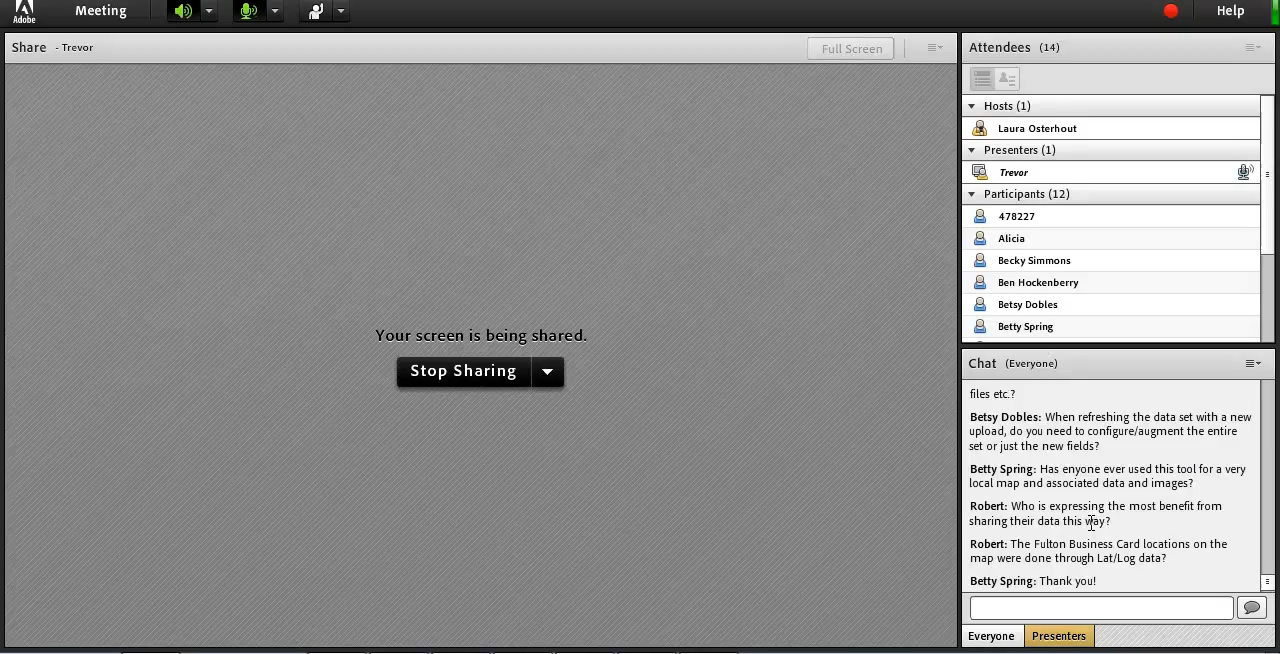 Adobe
Meeting
Help
Share - Trevor
Full Screen
Attendees (14)
Hosts (1)
Laura Osterhout
Presenters (1)
Trevor
Participants (12)
478227
Alicia
Becky Simmons
Ben Hockenberry
Betsy Dobles
Betty Spring
Your screen is being shared.
Stop Sharing
Chat (Everyone)
files etc.?
Betsy Dobles: When refreshing the data set with a new
upload, do you need to configure/augment the entire
set or just the new fields?
Betty Spring: Has enyone ever used this tool for a very
local map and associated data and images?
Robert: Who is expressing the most benefit from
sharing their data this way?
Robert: The Fulton Business Card locations on the
map were done through Lat/Log data?
Betty Spring: Thank you!
Everyone
Presenters